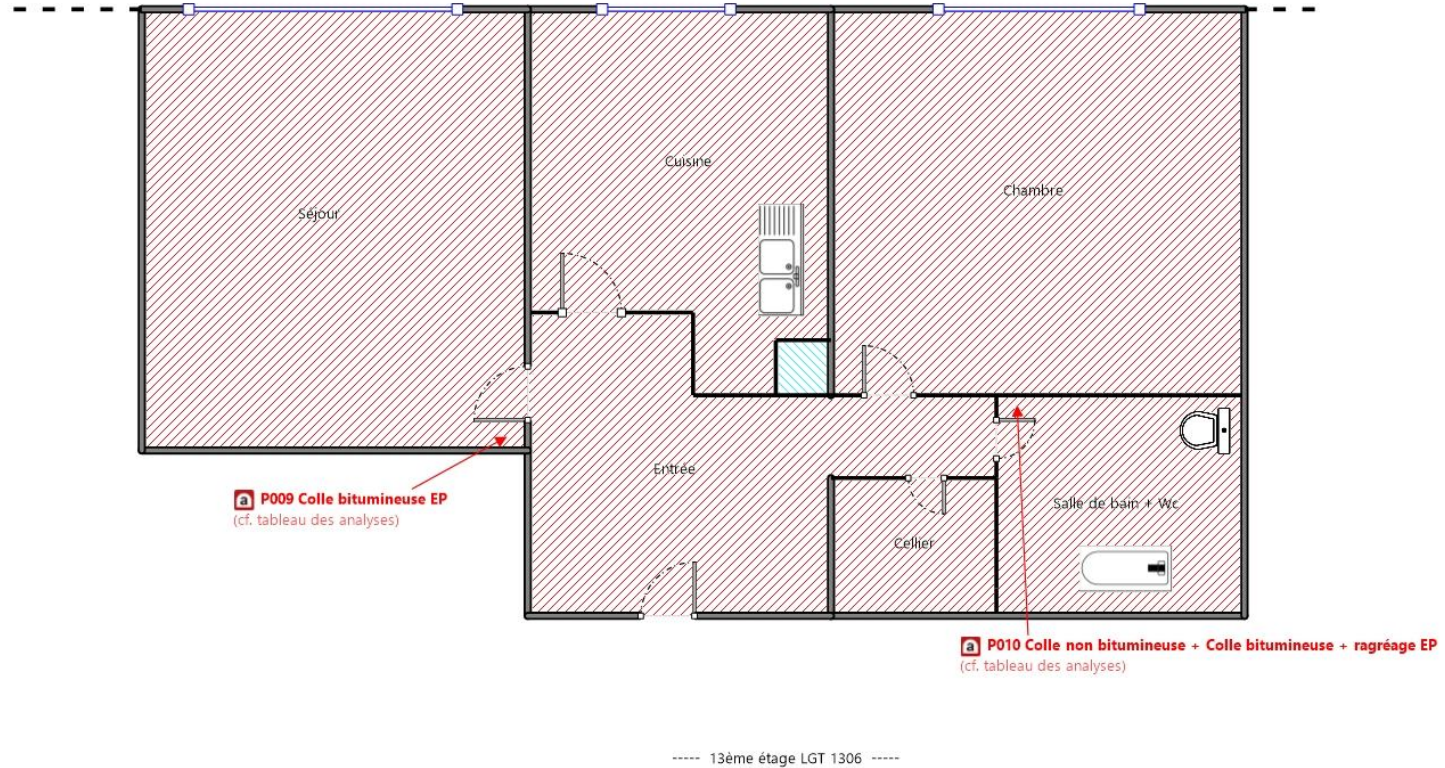 Cuisine
Chambre
Séjour
Entrée
a P009 Colle bitumineuse EP
(cf. tableau des analyses)
Salle de bain + Wc
Cellier
a P010 Colle non bitumineuse + Colle bitumineuse + ragréage EP
(cf. tableau des analyses)
----- 13ème étage LGT 1306 -----